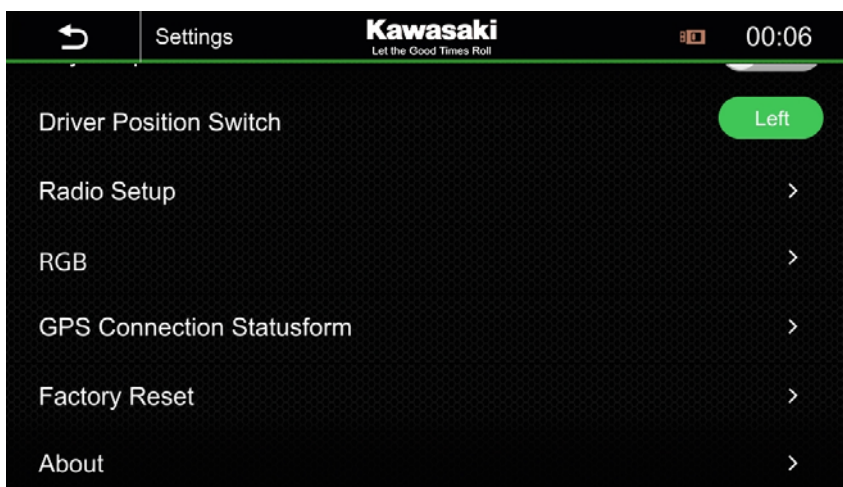 Settings
Kawasaki
Let the Good Times Roll
00:06
Driver Position Switch
Left
Radio Setup
RGB
GPS Connection Statusform
Factory Reset
About